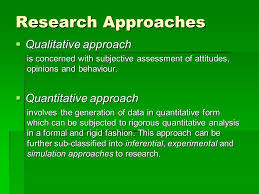 Research Approaches
▪ Qualitative approach
is concerned with subjective assessment of attitudes,
opinions and behaviour.
▪ Quantitative approach
involves the generation of data in quantitative form
which can be subjected to rigorous quantitative analysis
in a formal and rigid fashion. This approach can be
further sub-classified into inferential, experimental and
simulation approaches to research.